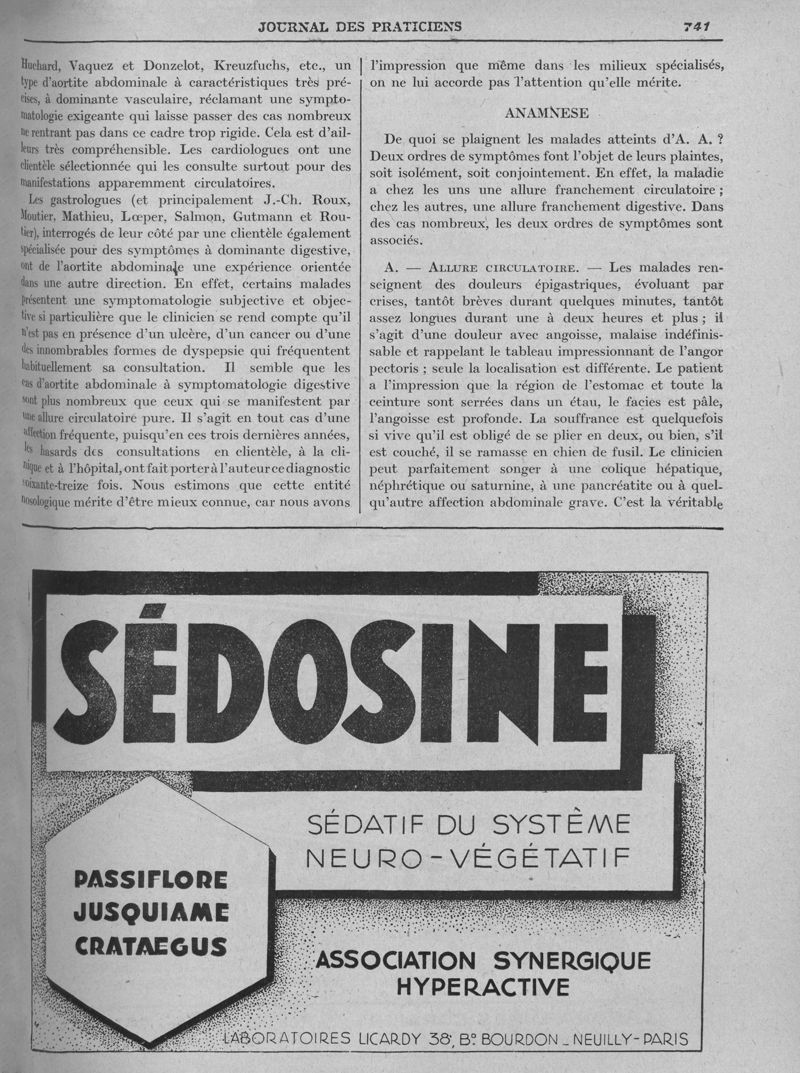 JOURNAL DES PRATICIENS
741
Huchard, Vaquez et Donzelot, Kreuzfuchs, etc., un
type d'aortite abdominale à caractéristiques très pré-
cises, à dominante vasculaire, réclamant une sympto-
matologie exigeante qui laisse passer des cas nombreux
ne rentrant pas dans ce cadre trop rigide. Cela est d'ail-
leurs très compréhensible. Les cardiologues ont une
clientèle sélectionnée qui les consulte surtout pour des
manifestations apparemment circulatoires.
Les gastrologues (et principalement J.-Ch. Roux,
Moutier, Mathieu, Lœper, Salmon, Gutmann et Rou-
tier), interrogés de leur côté par une clientèle également
spécialisée pour des symptômes à dominante digestive,
ont de l'aortite abdominale une expérience orientée
dans une autre direction. En effet, certains malades
présentent une symptomatologie subjective et objec-
tive si particulière que le clinicien se rend compte qu'il
n'est pas en présence d'un ulcère, d'un cancer ou d'une
des innombrables formes de dyspepsie qui fréquentent
habituellement sa consultation. Il semble que les
cas d'aortite abdominale à symptomatologie digestive
sont plus nombreux que ceux qui se manifestent par
une allure circulatoire pure. Il s'agit en tout cas d'une
affection fréquente, puisqu'en ces trois dernières années,
les hasards des consultations en clientèle, à la cli-
nique et à l'hôpital, ont fait porter à l'auteur ce diagnostic
soixante-treize fois. Nous estimons que cette entité
nosologique mérite d'être mieux connue, car nous avons
l'impression que même dans les milieux spécialisés,
on ne lui accorde pas l'attention qu'elle mérite.
ANAMNESE
De quoi se plaignent les malades atteints d'A. A. ?
Deux ordres de symptômes font l'objet de leurs plaintes,
soit isolément, soit conjointement. En effet, la maladie
a chez les uns une allure franchement circulatoire ;
chez les autres, une allure franchement digestive. Dans
des cas nombreux, les deux ordres de symptômes sont
associés.
A. — ALLURE CIRCULATOIRE. — Les malades ren-
seignent des douleurs épigastriques, évoluant par
crises, tantôt brèves durant quelques minutes, tantôt
assez longues durant une à deux heures et plus ; il
s'agit d'une douleur avec angoisse, malaise indéfinis-
sable et rappelant le tableau impressionnant de l'angor
pectoris ; seule la localisation est différente. Le patient
a l'impression que la région de l'estomac et toute la
ceinture sont serrées dans un étau, le facies est pâle,
l'angoisse est profonde. La souffrance est quelquefois
si vive qu'il est obligé de se plier en deux, ou bien, s'il
est couché, il se ramasse en chien de fusil. Le clinicien
peut parfaitement songer à une colique hépatique,
néphrétique ou saturnine, à une pancréatite ou à quel-
qu'autre affection abdominale grave. C'est la véritable
SÉDOSINE
SÉDATIF DU SYSTÈME
NEURO-VÉGÉTATIF
PASSIFLORE
JUSQUIAME
CRATAEGUS
ASSOCIATION SYNERGIQUE
HYPERACTIVE
LABORATOIRES LICARDY 38, Bᴰ BOURDON _ NEUILLY-PARIS